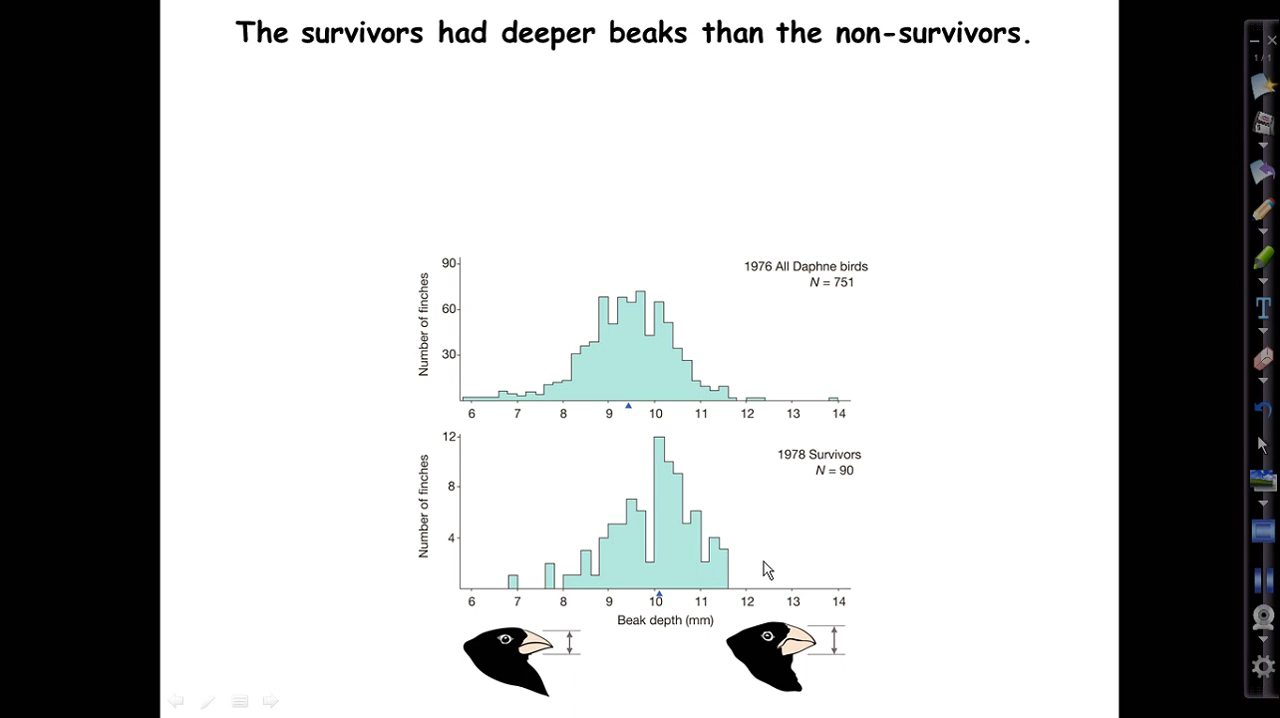 The survivors had deeper beaks than the non-survivors.
1/1
Number of finches
90
60
30
1976 All Daphne birds
N = 751
6 7 8 9 10 11 12 13 14
Number of finches
12
8
4
1978 Survivors
N = 90
6 7 8 9 10 11 12 13 14
Beak depth (mm)
T